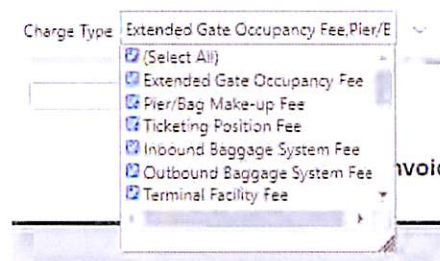 Charge Type Extended Gate Occupancy Fee,Pier/B
(Select All)
Extended Gate Occupancy Fee
Pier/Bag Make-up Fee
Ticketing Position Fee
Inbound Baggage System Fee
Outbound Baggage System Fee
Terminal Facility Fee